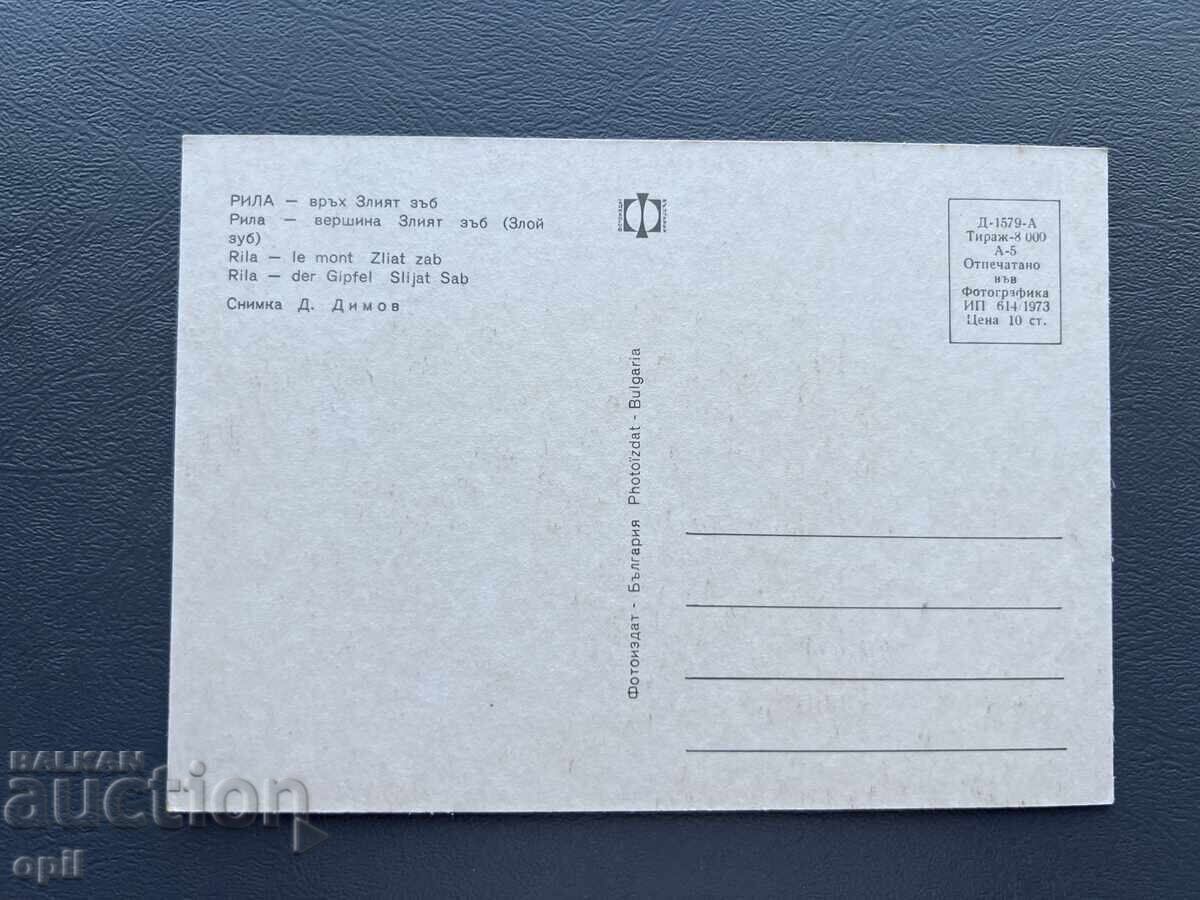 РИЛА — връх Злият зъб
Рила — вершина Злият зъб (Злой
зуб)
Rila — le mont Zliat zab
Rila — der Gipfel Slijat Sab
Снимка Д. Димов
Фотоиздат - България Photoïzdat - Bulgaria
Д-1579-А
Тираж-8 000
А-5
Отпечатано
във
Фотографика
ИП 614/1973
Цена 10 ст.
BALKAN
auction
opil